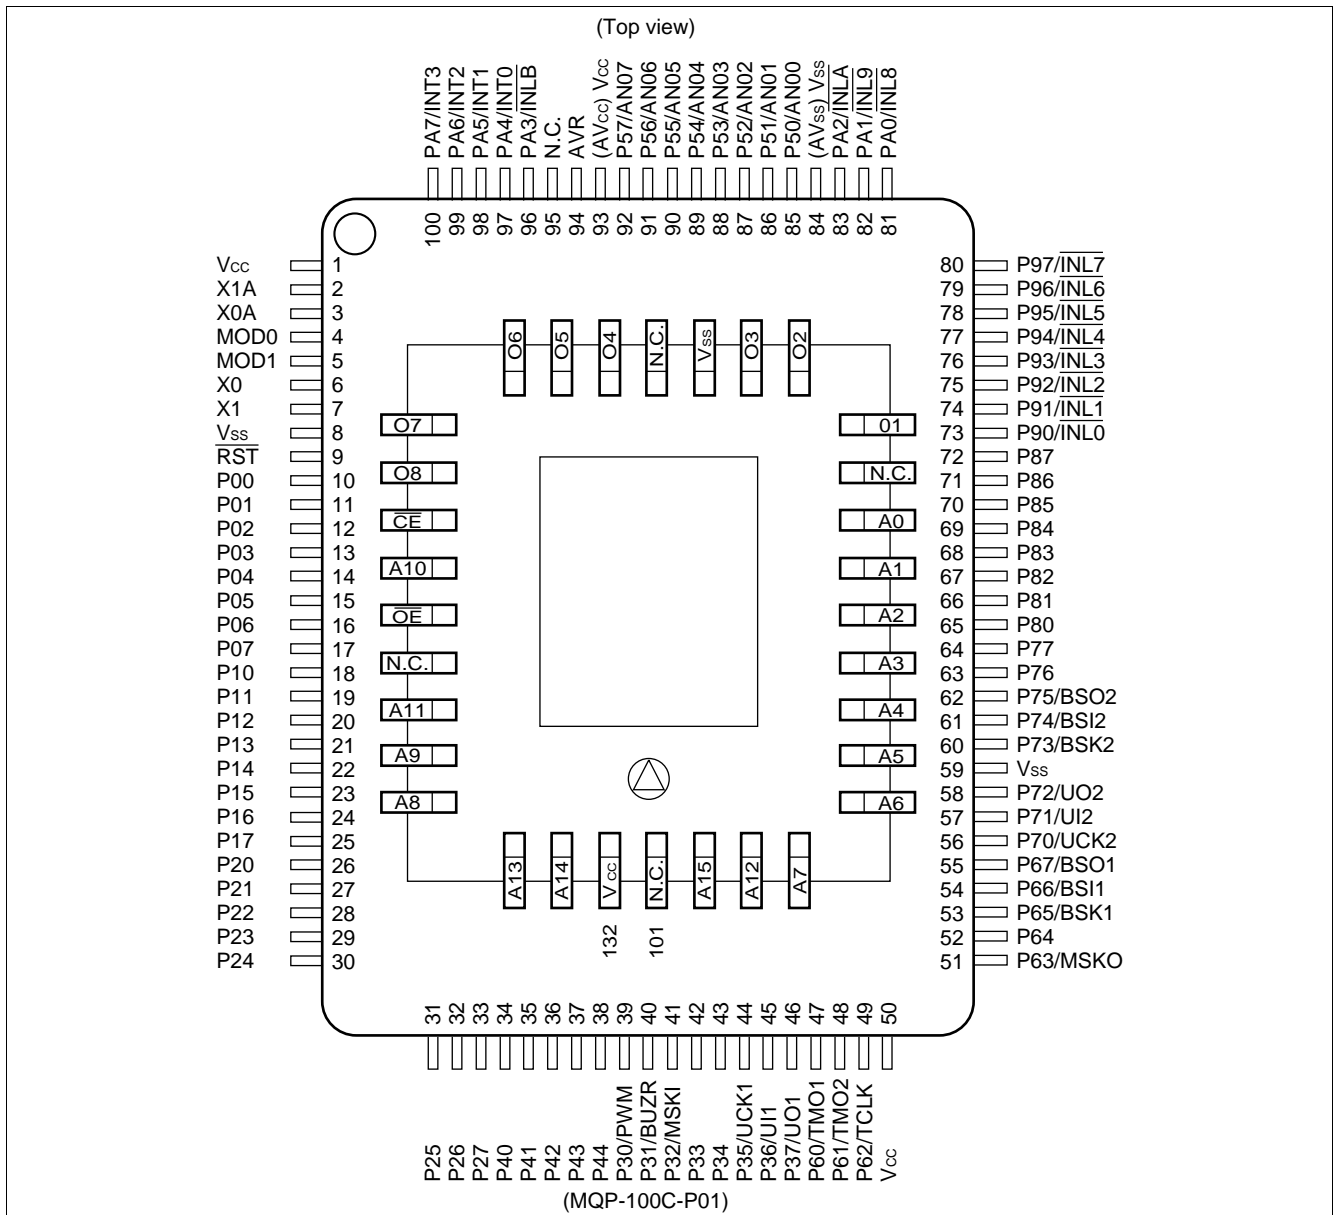 (Top view)
PA7/INT3
PA6/INT2
PA5/INT1
PA4/INT0
PA3/INLB
N.C.
AVR
(AVCC) VCC
P57/AN07
P56/AN06
P55/AN05
P54/AN04
P53/AN03
P52/AN02
P51/AN01
P50/AN00
(AVSS) VSS
PA2/INLA
PA1/INL9
PA0/INL8
100
99
98
97
96
95
94
93
92
91
90
89
88
87
86
85
84
83
82
81
VCC 1
X1A 2
X0A 3
MOD0 4
MOD1 5
X0 6
X1 7
VSS 8
RST 9
P00 10
P01 11
P02 12
P03 13
P04 14
P05 15
P06 16
P07 17
P10 18
P11 19
P12 20
P13 21
P14 22
P15 23
P16 24
P17 25
P20 26
P21 27
P22 28
P23 29
P24 30
O6
O5
O4
N.C.
VSS
O3
O2
O7
O8
CE
A10
OE
N.C.
A11
A9
A8
01
N.C.
A0
A1
A2
A3
A4
A5
A6
A13
A14
VCC
N.C.
A15
A12
A7
132
101
80 P97/INL7
79 P96/INL6
78 P95/INL5
77 P94/INL4
76 P93/INL3
75 P92/INL2
74 P91/INL1
73 P90/INL0
72 P87
71 P86
70 P85
69 P84
68 P83
67 P82
66 P81
65 P80
64 P77
63 P76
62 P75/BSO2
61 P74/BSI2
60 P73/BSK2
59 VSS
58 P72/UO2
57 P71/UI2
56 P70/UCK2
55 P67/BSO1
54 P66/BSI1
53 P65/BSK1
52 P64
51 P63/MSKO
31
32
33
34
35
36
37
38
39
40
41
42
43
44
45
46
47
48
49
50
P25
P26
P27
P40
P41
P42
P43
P44
P30/PWM
P31/BUZR
P32/MSKI
P33
P34
P35/UCK1
P36/UI1
P37/UO1
P60/TMO1
P61/TMO2
P62/TCLK
VCC
(MQP-100C-P01)